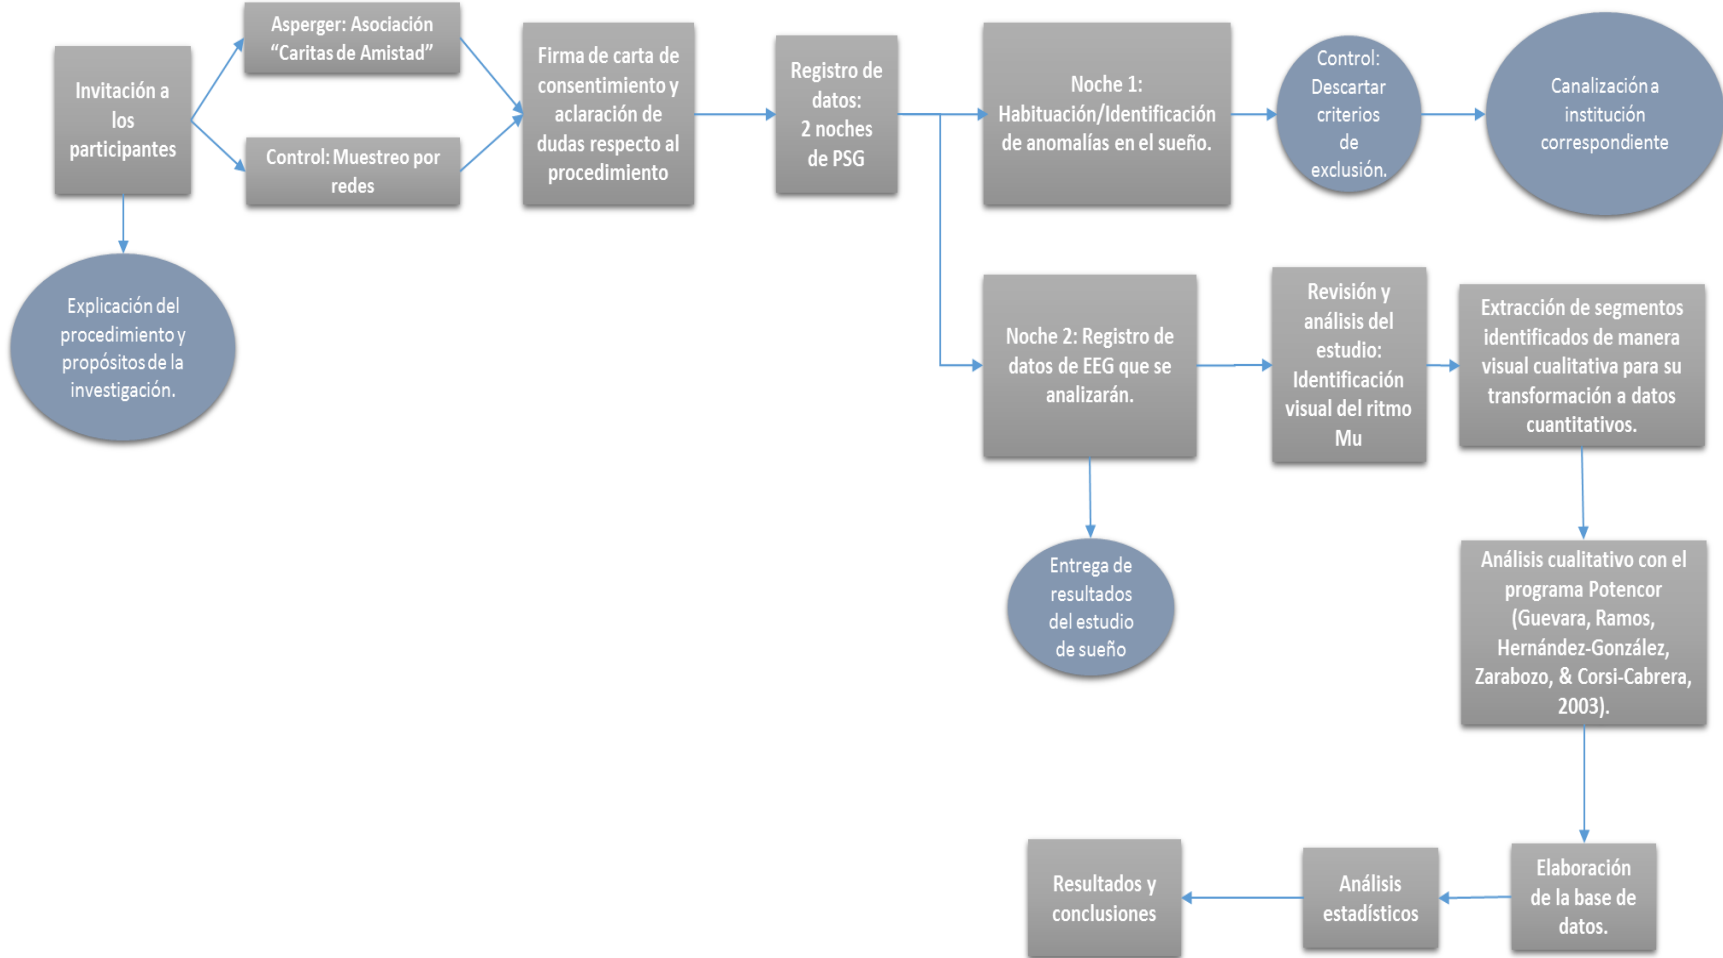 Invitación a
los
participantes
Explicación del
procedimiento y
propósitos de la
investigación.
Asperger: Asociación
“Caritas de Amistad”
Control: Muestreo por
redes
Firma de carta de
consentimiento y
aclaración de
dudas respecto al
procedimiento
Registro de
datos:
2 noches
de PSG
Noche 1:
Habituación/Identificación
de anomalías en el sueño.
Control:
Descartar
criterios
de
exclusión.
Canalización a
institución
correspondiente
Noche 2: Registro de
datos de EEG que se
analizarán.
Entrega de
resultados
del estudio
de sueño
Revisión y
análisis del
estudio:
Identificación
visual del ritmo
Mu
Extracción de segmentos
identificados de manera
visual cualitativa para su
transformación a datos
cuantitativos.
Análisis cualitativo con el
programa Potencor
(Guevara, Ramos,
Hernández-González,
Zarabozo, & Corsi-Cabrera,
2003).
Elaboración
de la base de
datos.
Análisis
estadísticos
Resultados y
conclusiones